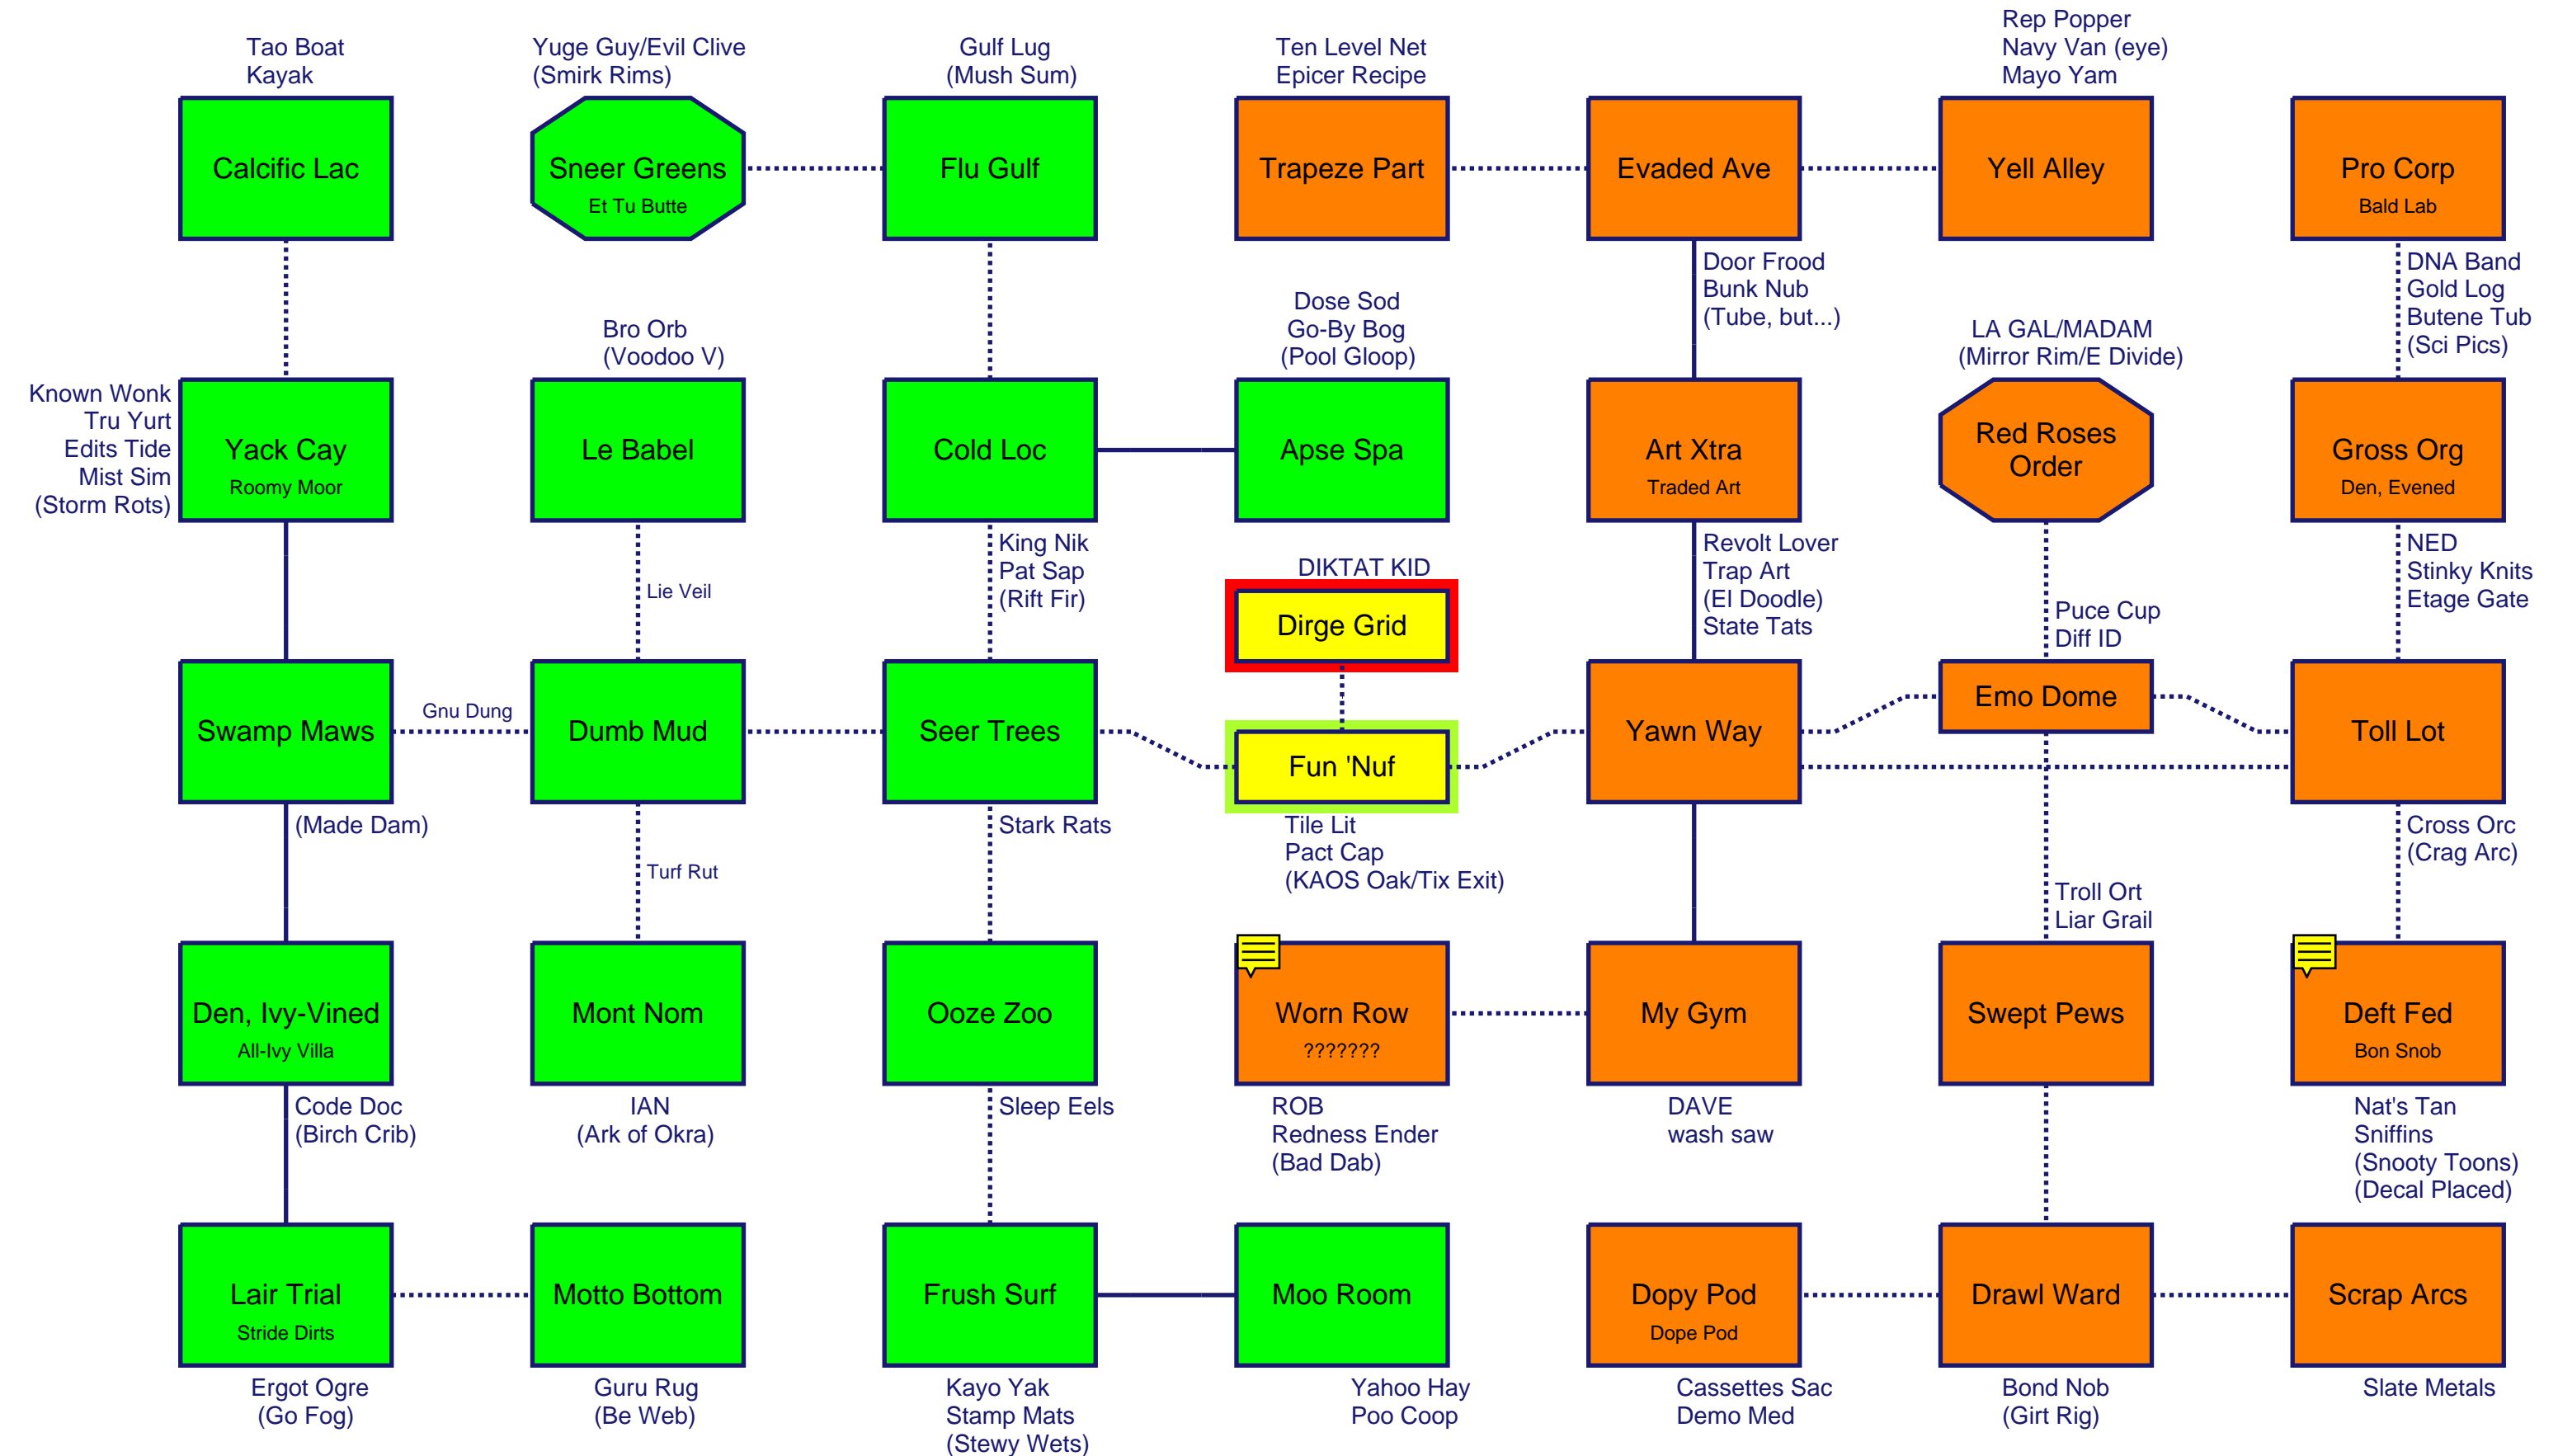 Tao Boat
Kayak
Yuge Guy/Evil Clive
(Smirk Rims)
Gulf Lug
(Mush Sum)
Ten Level Net
Epicer Recipe
Rep Popper
Navy Van (eye)
Mayo Yam
Calcific Lac
Sneer Greens
Et Tu Butte
Flu Gulf
Trapeze Part
Evaded Ave
Yell Alley
Pro Corp
Bald Lab
Door Frood
Bunk Nub
(Tube, but...)
DNA Band
Gold Log
Butene Tub
(Sci Pics)
Bro Orb
(Voodoo V)
Dose Sod
Go-By Bog
(Pool Gloop)
LA GAL/MADAM
(Mirror Rim/E Divide)
Known Wonk
Tru Yurt
Edits Tide
Mist Sim
(Storm Rots)
Yack Cay
Roomy Moor
Le Babel
Cold Loc
Apse Spa
Art Xtra
Traded Art
Red Roses
Order
Gross Org
Den, Evened
Lie Veil
King Nik
Pat Sap
(Rift Fir)
DIKTAT KID
Dirge Grid
Revolt Lover
Trap Art
(El Doodle)
State Tats
Puce Cup
Diff ID
NED
Stinky Knits
Etage Gate
Swamp Maws
Gnu Dung
Dumb Mud
Seer Trees
Fun 'Nuf
Yawn Way
Emo Dome
Toll Lot
(Made Dam)
Turf Rut
Stark Rats
Tile Lit
Pact Cap
(KAOS Oak/Tix Exit)
Troll Ort
Liar Grail
Cross Orc
(Crag Arc)
Den, Ivy-Vined
All-Ivy Villa
Mont Nom
Ooze Zoo
Worn Row
???????
My Gym
Swept Pews
Deft Fed
Bon Snob
Code Doc
(Birch Crib)
IAN
(Ark of Okra)
Sleep Eels
ROB
Redness Ender
(Bad Dab)
DAVE
wash saw
Nat's Tan
Sniffins
(Snooty Toons)
(Decal Placed)
Lair Trial
Stride Dirts
Motto Bottom
Frush Surf
Moo Room
Dopy Pod
Dope Pod
Drawl Ward
Scrap Arcs
Ergot Ogre
(Go Fog)
Guru Rug
(Be Web)
Kayo Yak
Stamp Mats
(Stewy Wets)
Yahoo Hay
Poo Coop
Cassettes Sac
Demo Med
Bond Nob
(Girt Rig)
Slate Metals